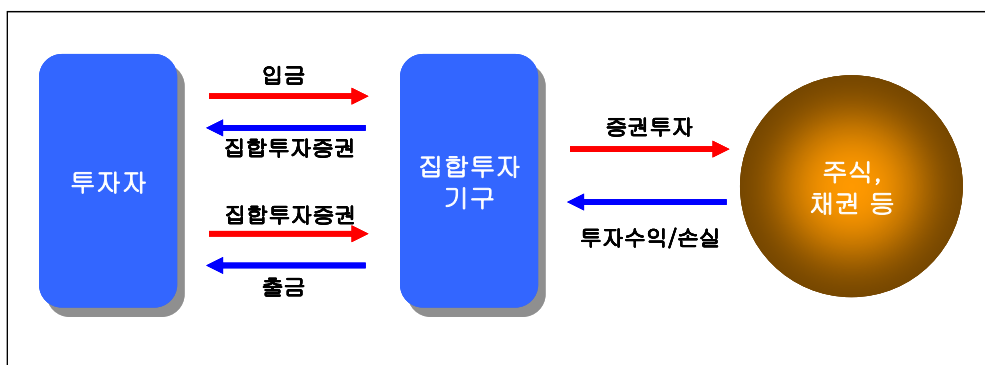 입금
집합투자증권
투자자
집합투자증권
출금
집합투자
기구
증권투자
투자수익/손실
주식,
채권 등